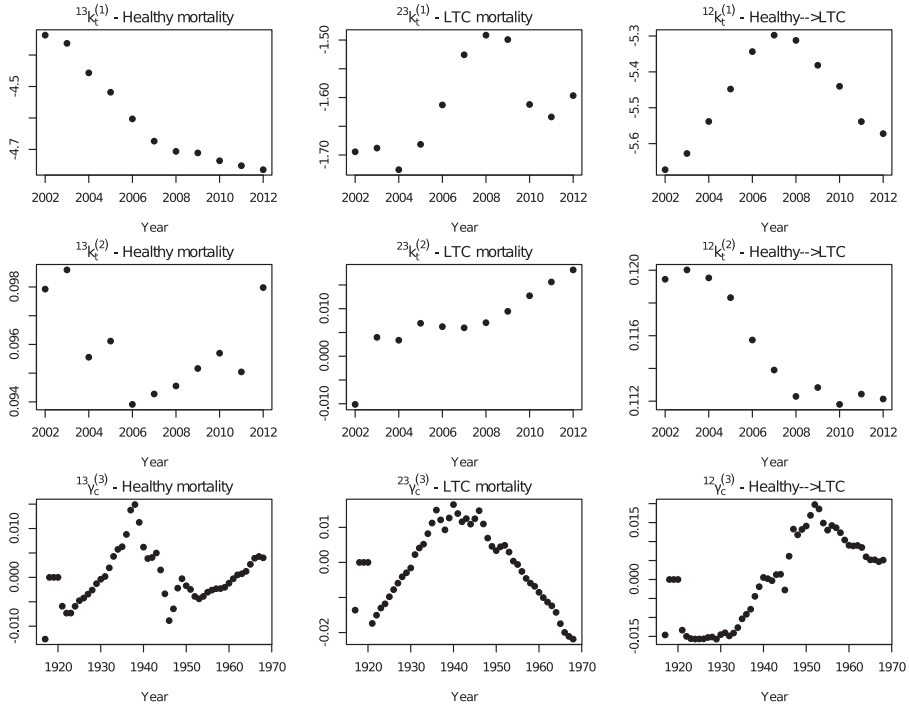 ¹³k_t^(1) - Healthy mortality
-4.5
-4.7
2002 2004 2006 2008 2010 2012
Year
²³k_t^(1) - LTC mortality
-1.50
-1.60
-1.70
2002 2004 2006 2008 2010 2012
Year
¹²k_t^(1) - Healthy-->LTC
-5.3
-5.4
-5.5
-5.6
2002 2004 2006 2008 2010 2012
Year
¹³k_t^(2) - Healthy mortality
0.098
0.096
0.094
2002 2004 2006 2008 2010 2012
Year
²³k_t^(2) - LTC mortality
0.010
0.000
-0.010
2002 2004 2006 2008 2010 2012
Year
¹²k_t^(2) - Healthy-->LTC
0.120
0.116
0.112
2002 2004 2006 2008 2010 2012
Year
¹³γ_c^(3) - Healthy mortality
0.010
0.000
-0.010
1920 1930 1940 1950 1960 1970
Year
²³γ_c^(3) - LTC mortality
0.01
-0.02
1920 1930 1940 1950 1960 1970
Year
¹²γ_c^(3) - Healthy-->LTC
0.015
0.000
-0.015
1920 1930 1940 1950 1960 1970
Year